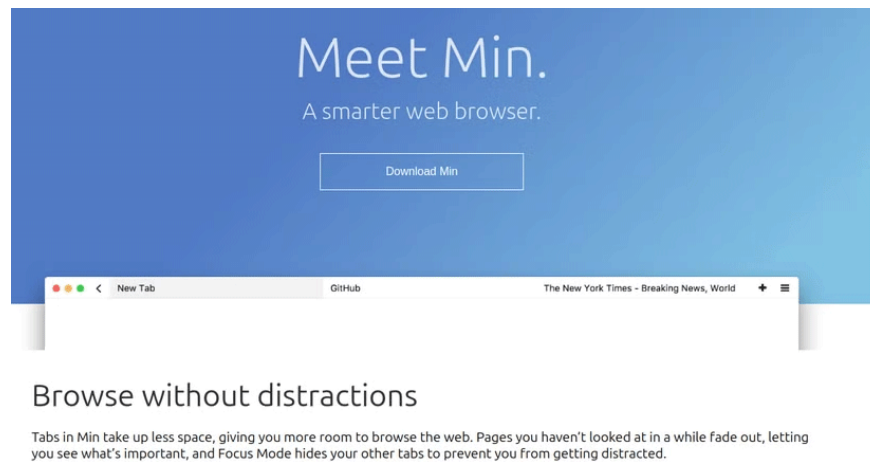 Meet Min.
A smarter web browser.
Download Min
New Tab GitHub The New York Times - Breaking News, World
Browse without distractions
Tabs in Min take up less space, giving you more room to browse the web. Pages you haven’t looked at in a while fade out, letting
you see what’s important, and Focus Mode hides your other tabs to prevent you from getting distracted.